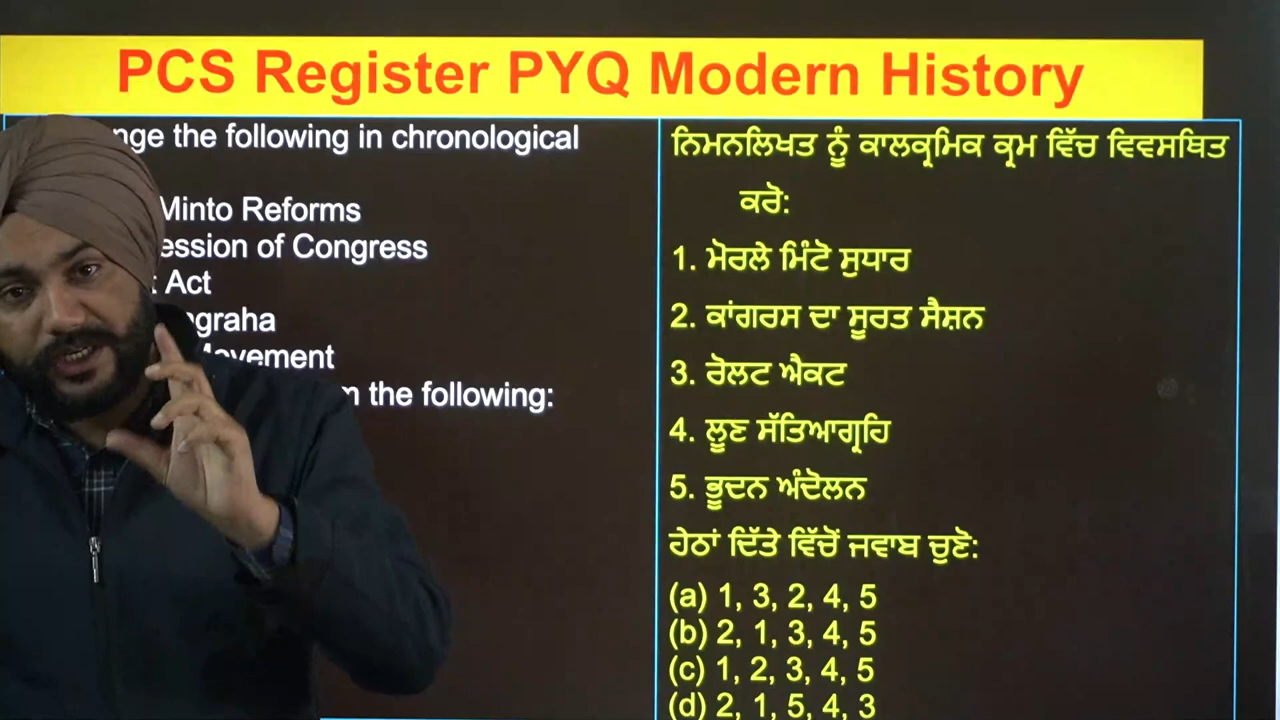 PCS Register PYQ Modern History
the following in chronological
Minto Reforms
of Congress
Act
Movement
the following:
ਨਿਮਨਲਿਖਤ ਨੂੰ ਕਾਲਕ੍ਰਮਿਕ ਕ੍ਰਮ ਵਿੱਚ ਵਿਵਸਥਿਤ
ਕਰੋ:
1. ਮੋਰਲੇ ਮਿੰਟੋ ਸੁਧਾਰ
2. ਕਾਂਗਰਸ ਦਾ ਸੂਰਤ ਸੈਸ਼ਨ
3. ਰੋਲਟ ਐਕਟ
4. ਲੂਣ ਸੱਤਿਆਗ੍ਰਹਿ
5. ਭੂਦਨ ਅੰਦੋਲਨ
ਹੇਠਾਂ ਦਿੱਤੇ ਵਿੱਚੋਂ ਜਵਾਬ ਚੁਣੋ:
(a) 1, 3, 2, 4, 5
(b) 2, 1, 3, 4, 5
(c) 1, 2, 3, 4, 5
(d) 2, 1, 5, 4, 3